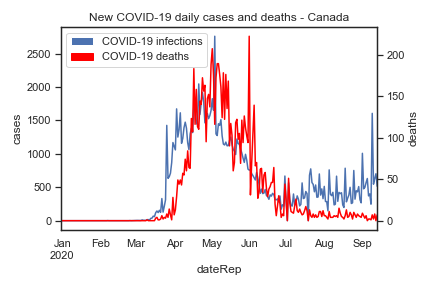 New COVID-19 daily cases and deaths - Canada
COVID-19 infections
COVID-19 deaths
2500
2000
1500
1000
500
0
cases
200
150
100
50
0
deaths
Jan Feb Mar Apr May Jun Jul Aug Sep
2020
dateRep